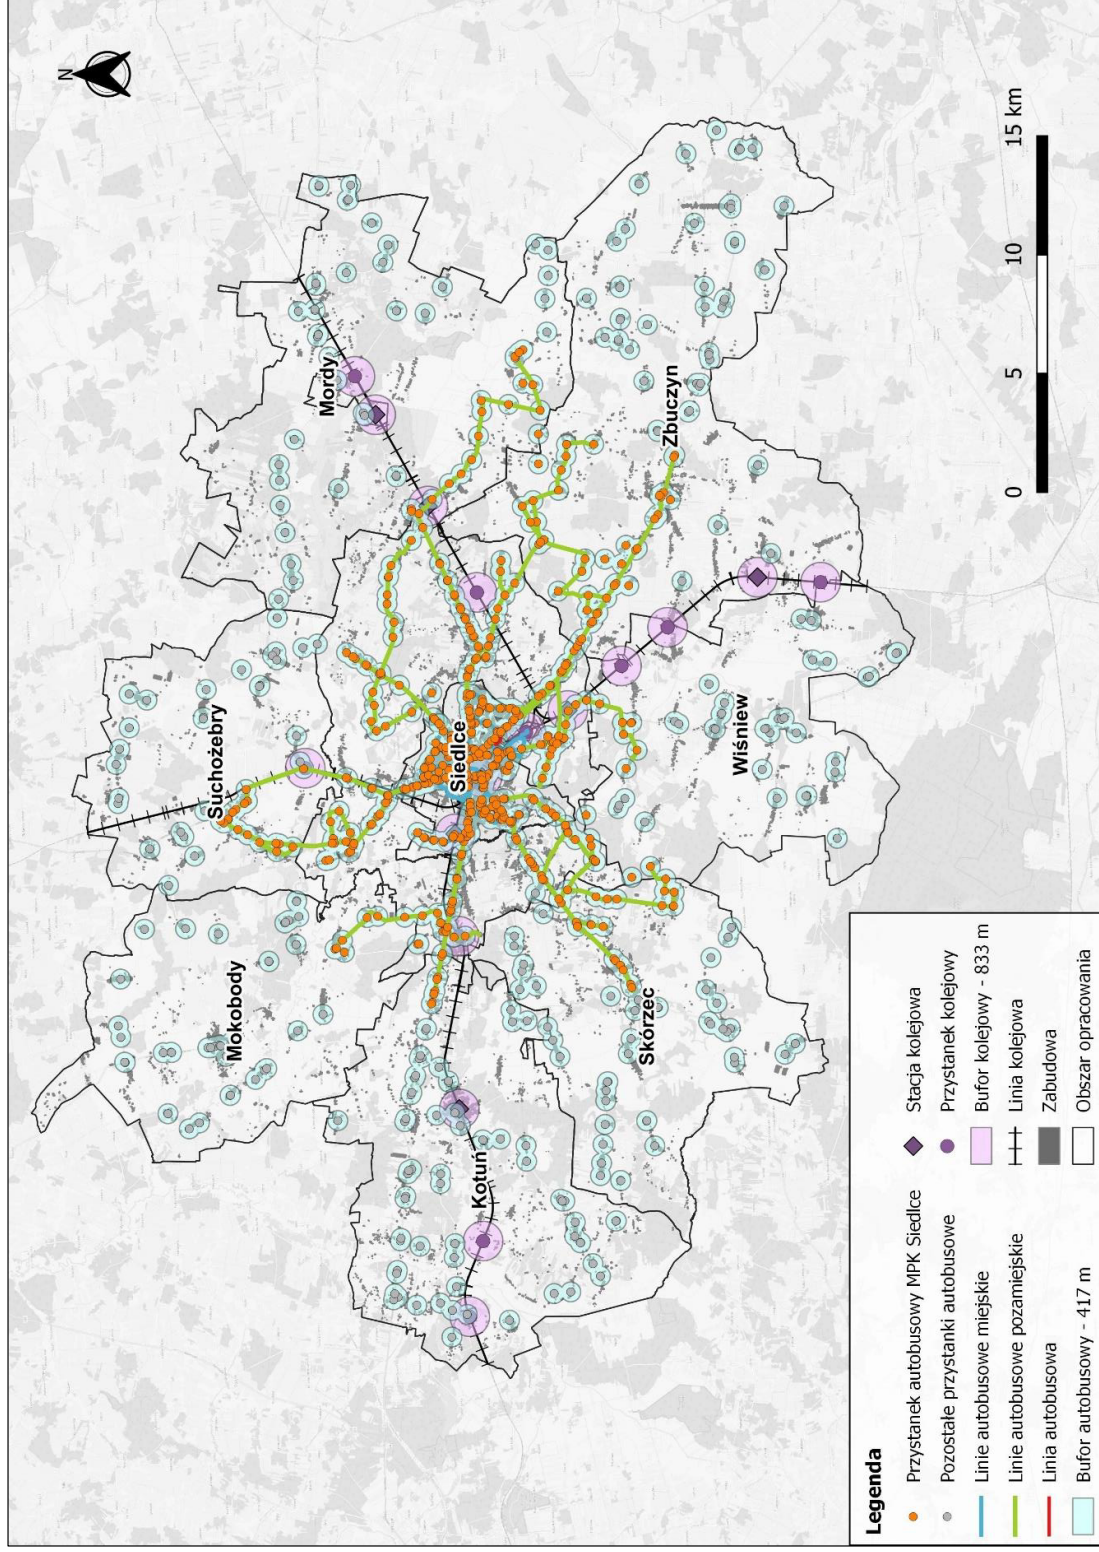 N
Mordy
Suchożebry
Mokobody
Siedlce
Kotuń
Zbuczyn
Skórzec
Wiśniew
0 5 10 15 km
Legenda
Przystanek autobusowy MPK Siedlce
Pozostałe przystanki autobusowe
Linie autobusowe miejskie
Linie autobusowe pozamiejskie
Linia autobusowa
Bufor autobusowy - 417 m
Stacja kolejowa
Przystanek kolejowy
Bufor kolejowy - 833 m
Linia kolejowa
Zabudowa
Obszar opracowania